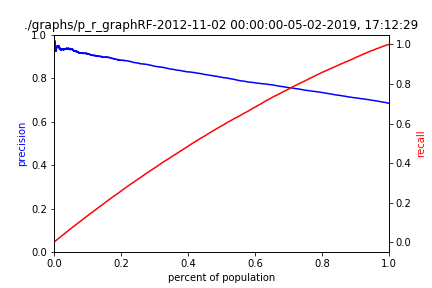 ./graphs/p_r_graphRF-2012-11-02 00:00:00-05-02-2019, 17:12:29
1.0
0.8
0.6
0.4
0.2
0.0
precision
1.0
0.8
0.6
0.4
0.2
0.0
recall
0.0 0.2 0.4 0.6 0.8 1.0
percent of population